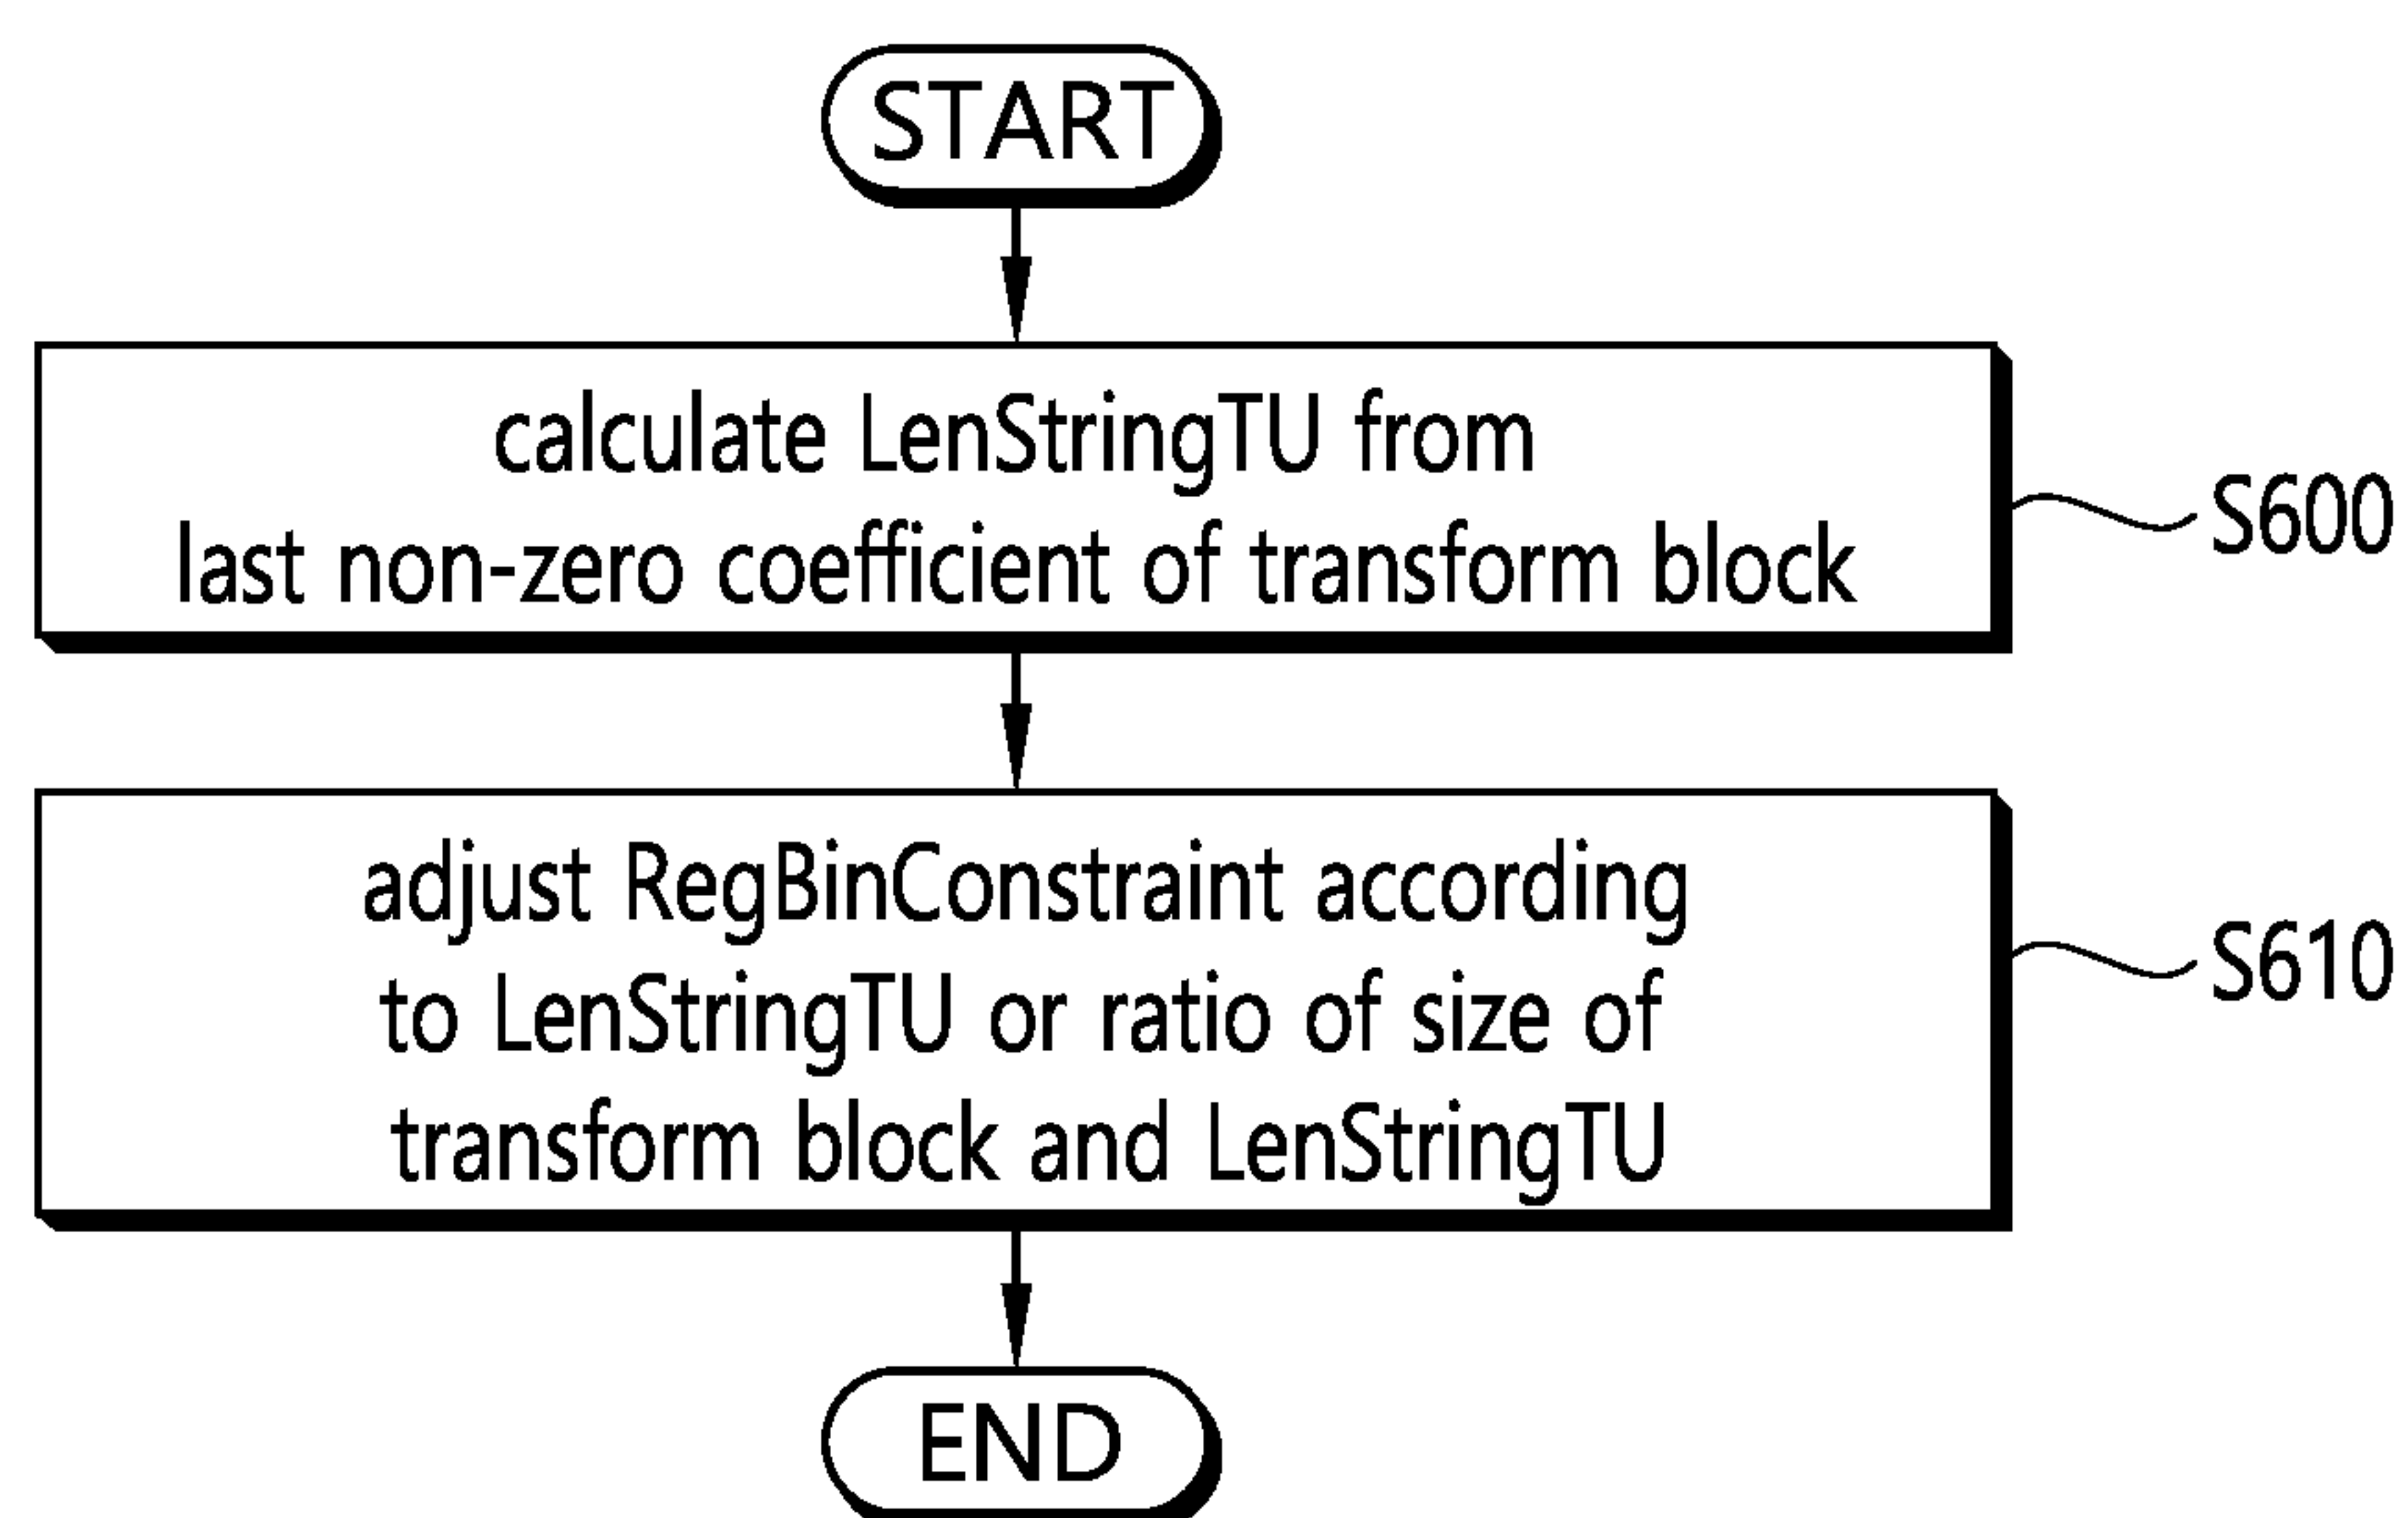 START
calculate LenStringTU from
last non-zero coefficient of transform block
S600
adjust RegBinConstraint according
to LenStringTU or ratio of size of
transform block and LenStringTU
S610
END